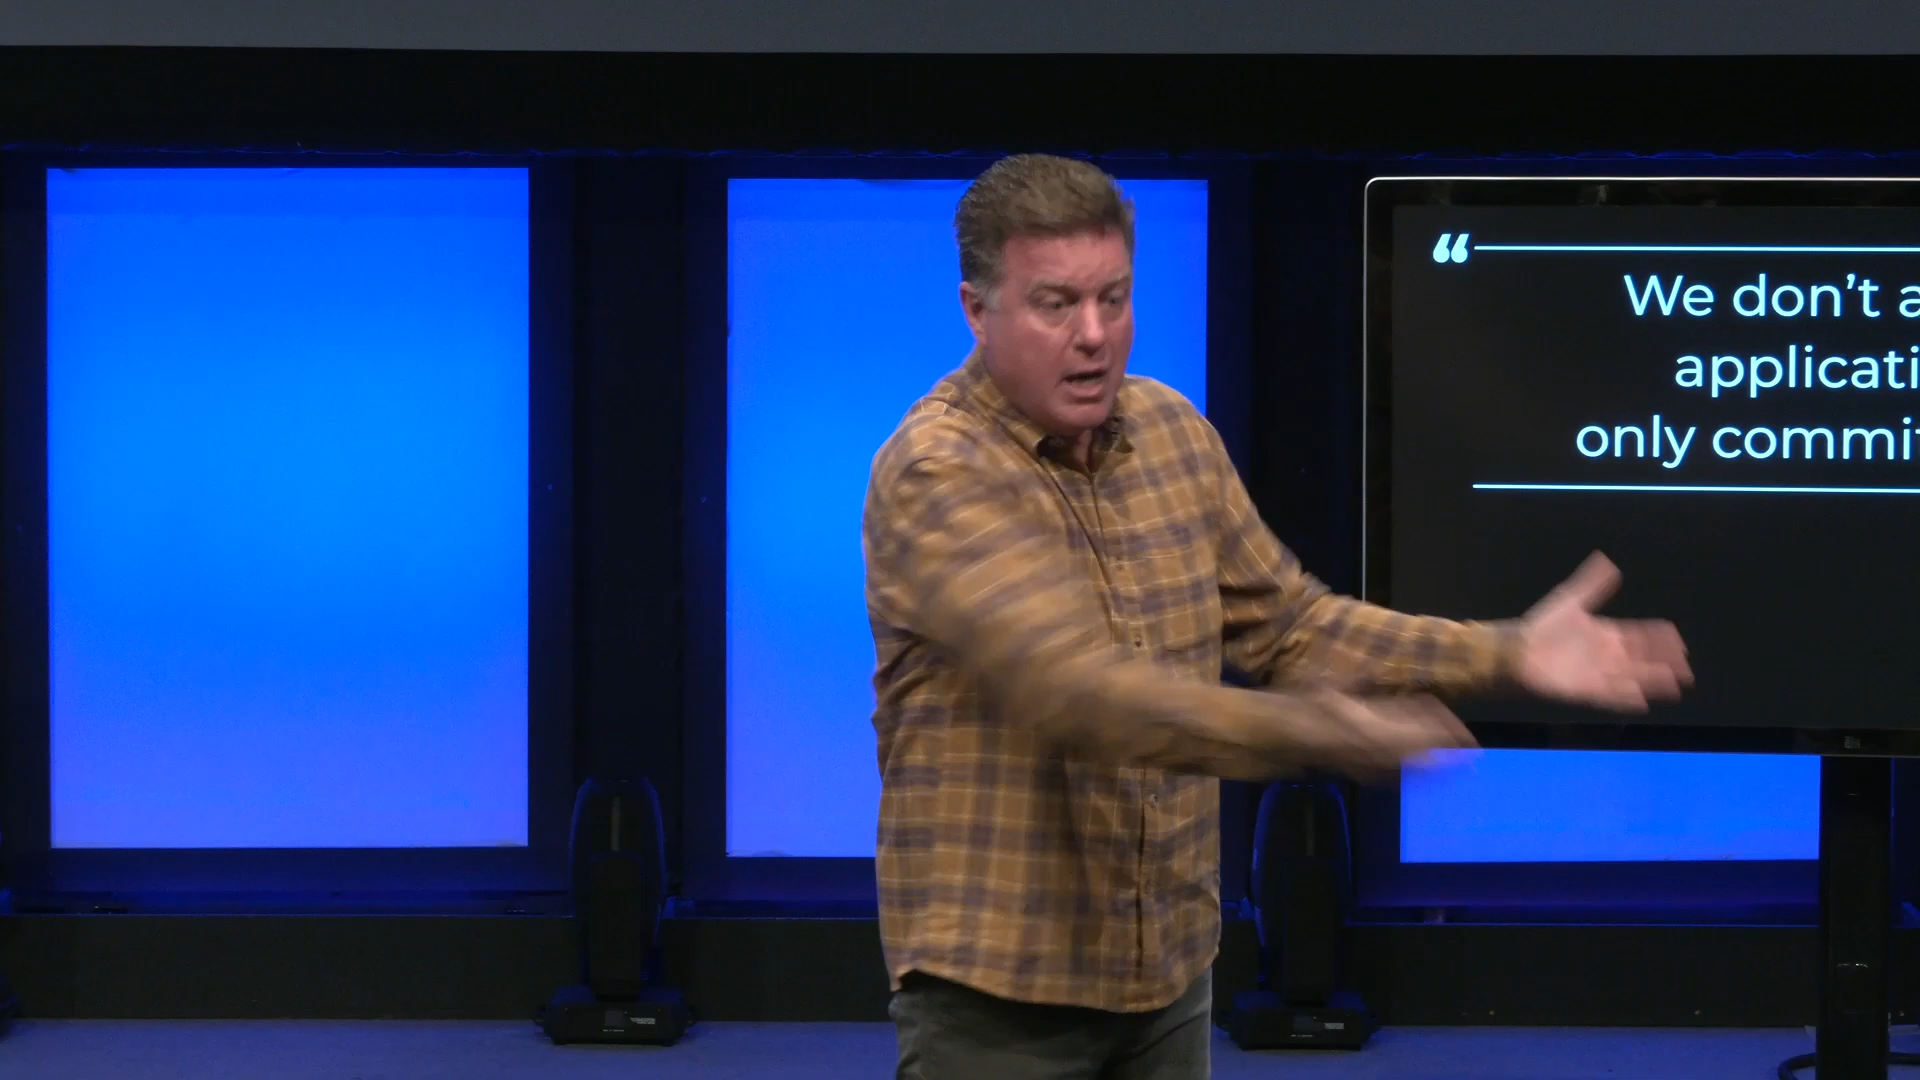 “
We don’t a
applicati
only commit